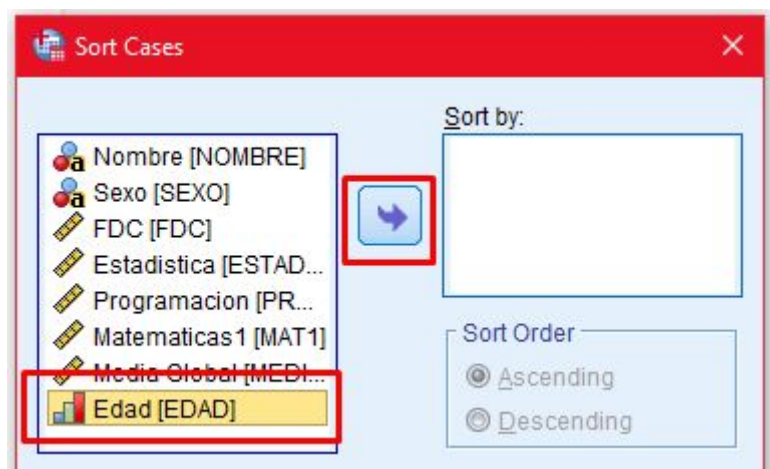 Sort Cases
Sort by:
Nombre [NOMBRE]
Sexo [SEXO]
FDC [FDC]
Estadistica [ESTAD...
Programacion [PR...
Matematicas1 [MAT1]
Media Global [MEDI...
Edad [EDAD]
Sort Order
Ascending
Descending